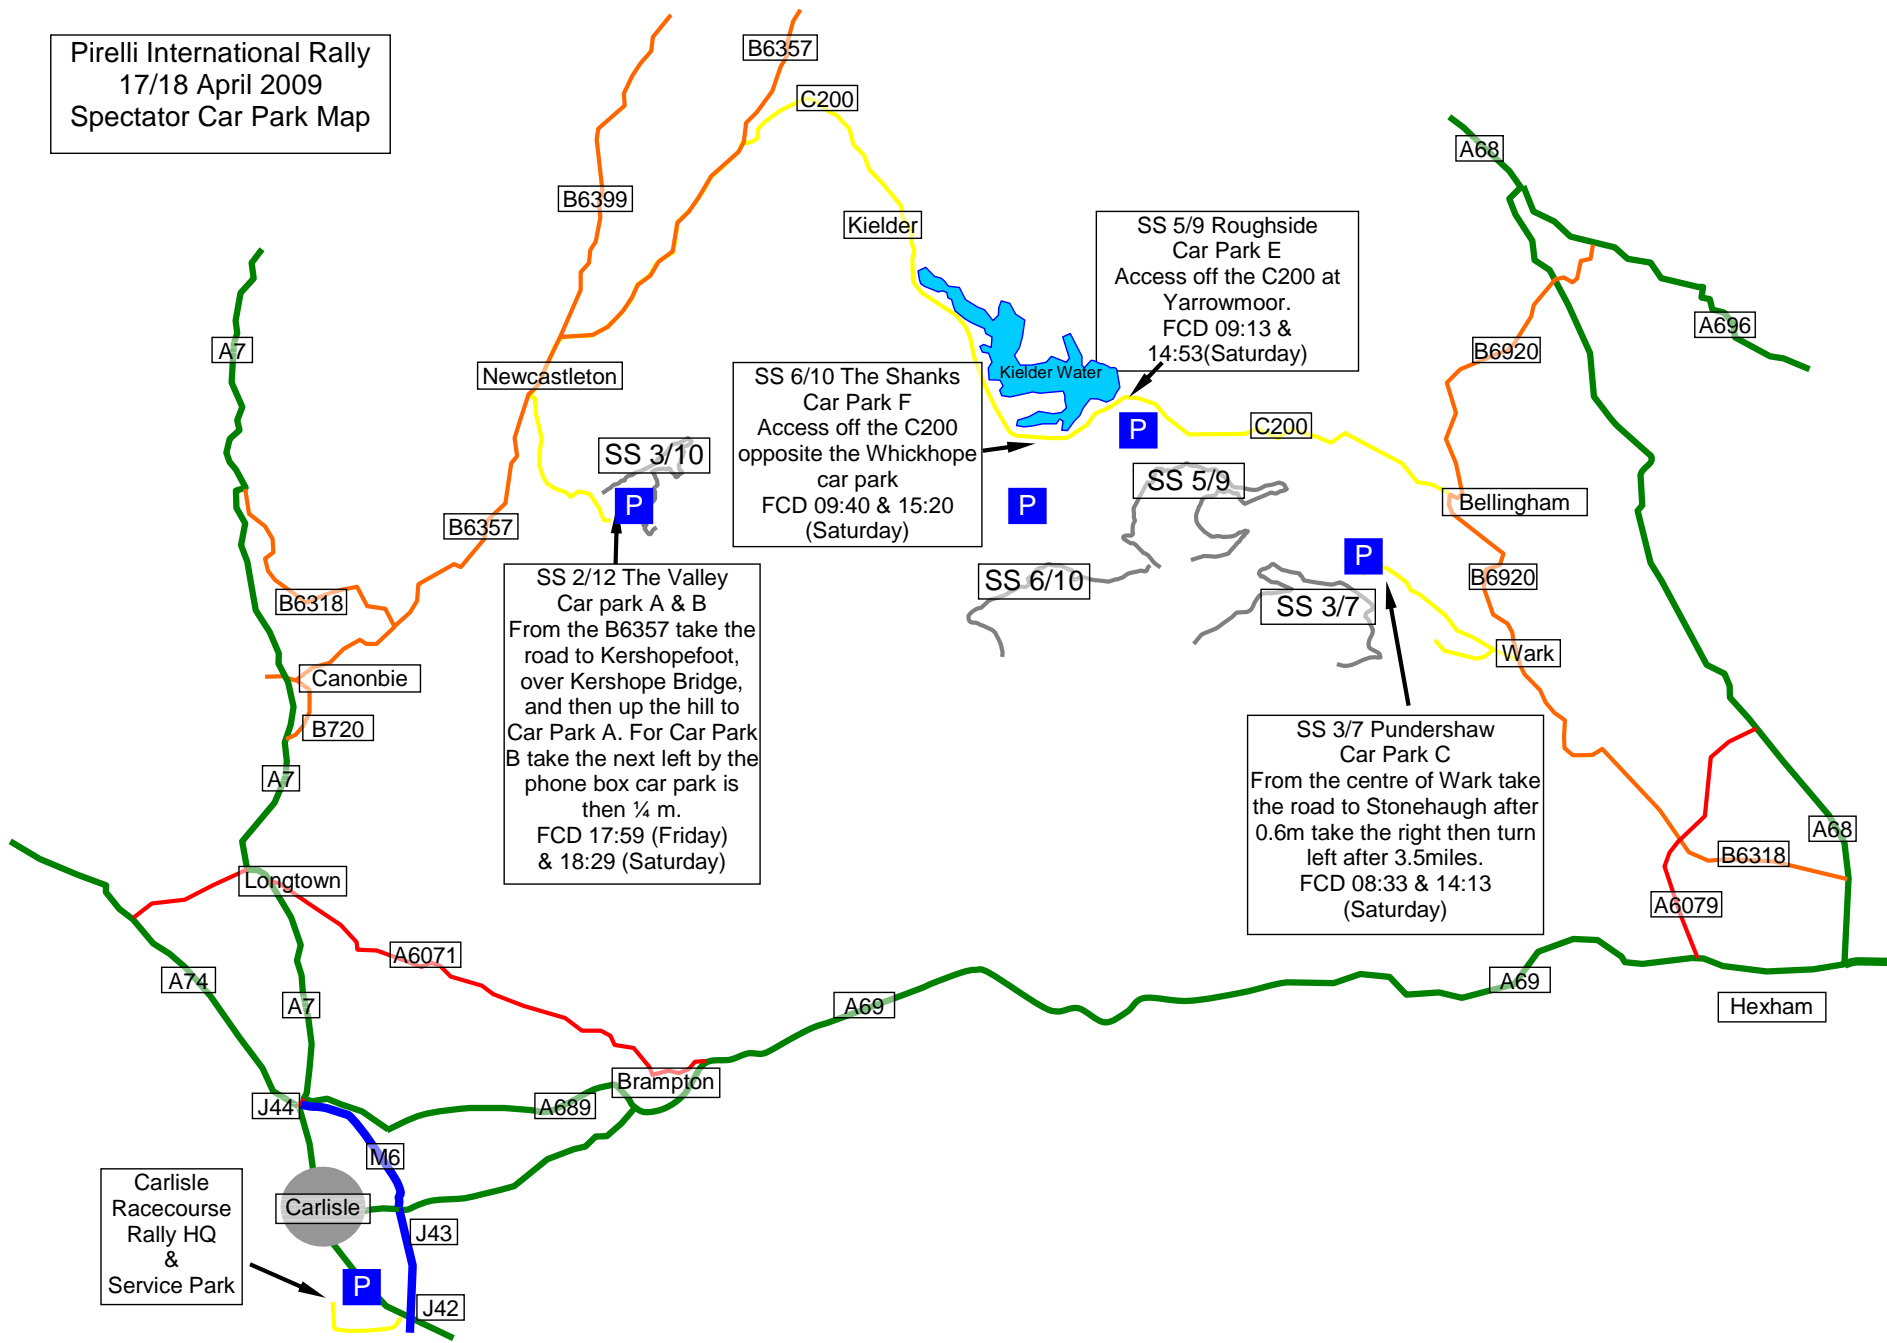 Pirelli International Rally
17/18 April 2009
Spectator Car Park Map
B6357
C200
A68
B6399
Kielder
SS 5/9 Roughside
Car Park E
Access off the C200 at
Yarrowmoor.
FCD 09:13 &
14:53(Saturday)
A7
A696
B6920
Newcastleton
Kielder Water
SS 6/10 The Shanks
Car Park F
Access off the C200
opposite the Whickhope
car park
FCD 09:40 & 15:20
(Saturday)
C200
P
SS 3/10
SS 5/9
P
P
Bellingham
B6357
P
SS 2/12 The Valley
Car park A & B
From the B6357 take the
road to Kershopefoot,
over Kershope Bridge,
and then up the hill to
Car Park A. For Car Park
B take the next left by the
phone box car park is
then ¼ m.
FCD 17:59 (Friday)
& 18:29 (Saturday)
SS 6/10
B6920
B6318
SS 3/7
Wark
Canonbie
B720
SS 3/7 Pundershaw
Car Park C
From the centre of Wark take
the road to Stonehaugh after
0.6m take the right then turn
left after 3.5miles.
FCD 08:33 & 14:13
(Saturday)
A7
A68
B6318
Longtown
A6079
A6071
A74
A7
A69
A69
Hexham
Brampton
J44
A689
M6
Carlisle
Racecourse
Rally HQ
&
Service Park
Carlisle
J43
P
J42